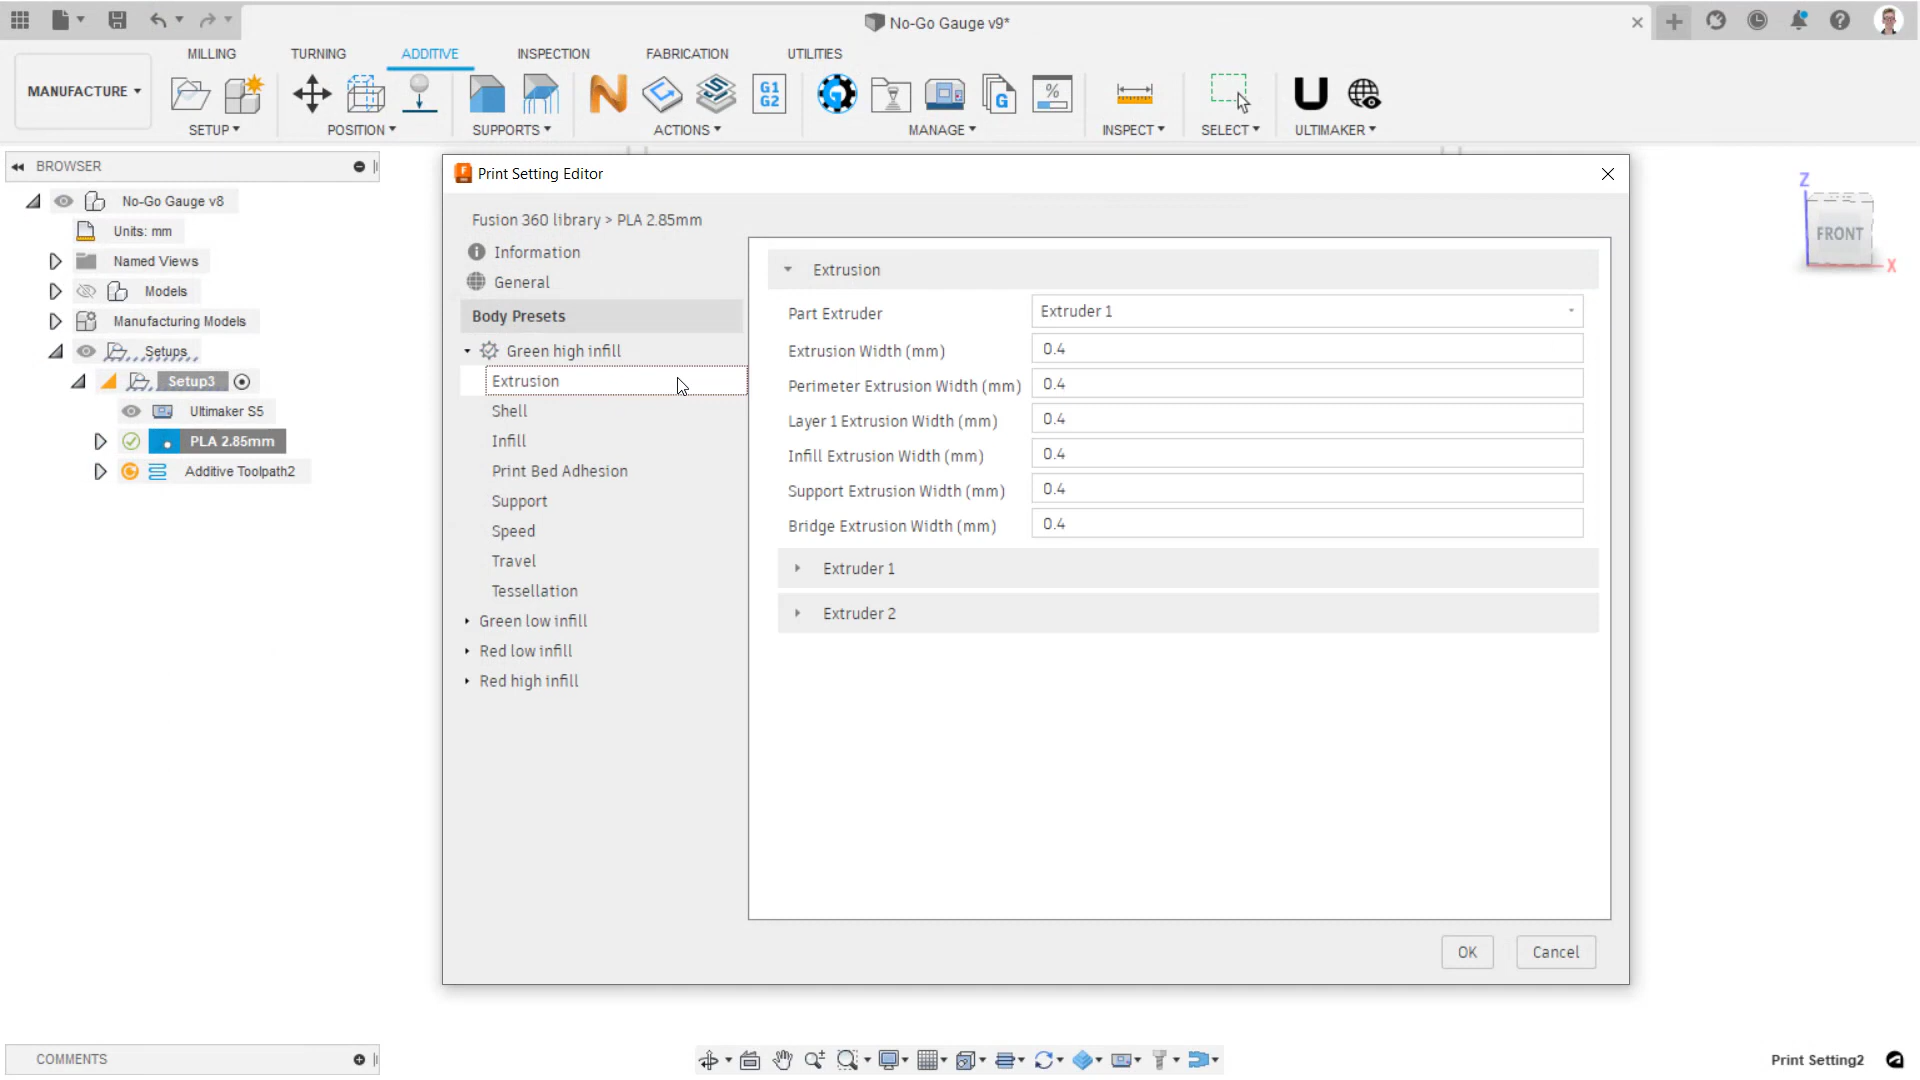 No-Go Gauge v9*
MILLING
TURNING
ADDITIVE
INSPECTION
FABRICATION
UTILITIES
MANUFACTURE
G1
G2
G
%
U
SETUP
POSITION
SUPPORTS
ACTIONS
MANAGE
INSPECT
SELECT
ULTIMAKER
BROWSER
No-Go Gauge v8
Units: mm
Named Views
Models
Manufacturing Models
Setups
Setup3
Ultimaker S5
PLA 2.85mm
Additive Toolpath2
Print Setting Editor
Fusion 360 library > PLA 2.85mm
Information
General
Body Presets
Green high infill
Extrusion
Shell
Infill
Print Bed Adhesion
Support
Speed
Travel
Tessellation
Green low infill
Red low infill
Red high infill
Extrusion
Part Extruder Extruder 1
Extrusion Width (mm) 0.4
Perimeter Extrusion Width (mm) 0.4
Layer 1 Extrusion Width (mm) 0.4
Infill Extrusion Width (mm) 0.4
Support Extrusion Width (mm) 0.4
Bridge Extrusion Width (mm) 0.4
Extruder 1
Extruder 2
OK
Cancel
Z
FRONT
X
COMMENTS
Print Setting2